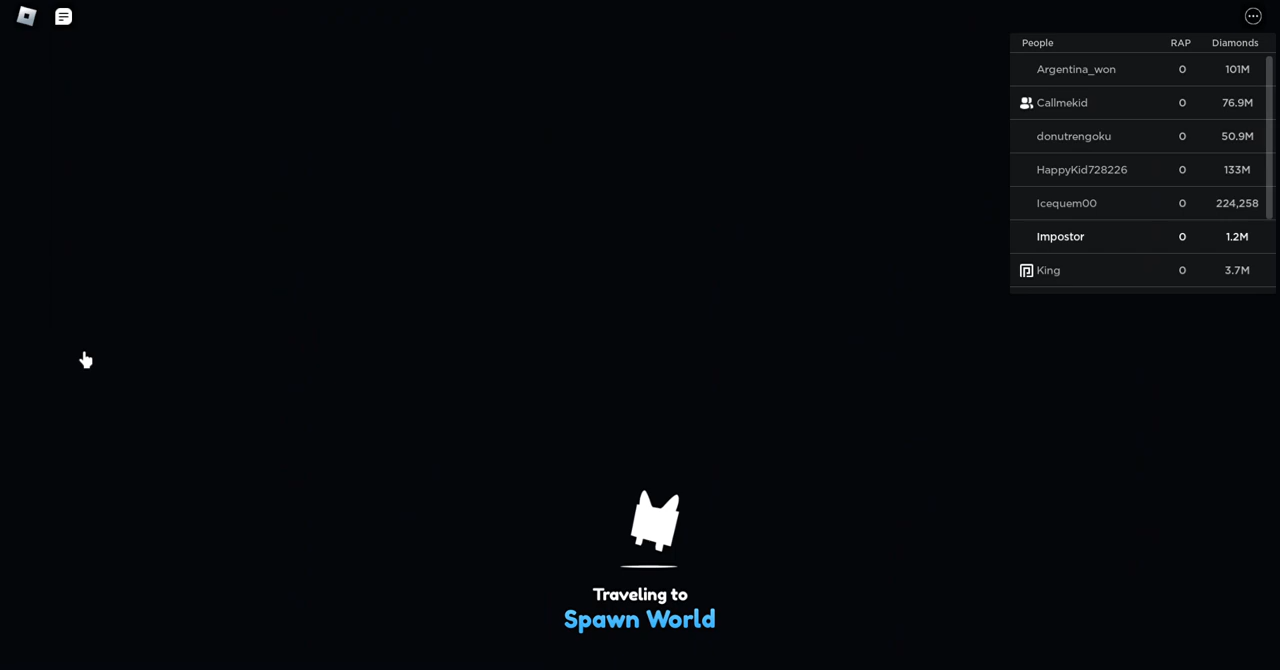 People RAP Diamonds
Argentina_won 0 101M
Callmekid 0 76.9M
donutrengoku 0 50.9M
HappyKid728226 0 133M
Icequem00 0 224,258
Impostor 0 1.2M
King 0 3.7M
Traveling to
Spawn World